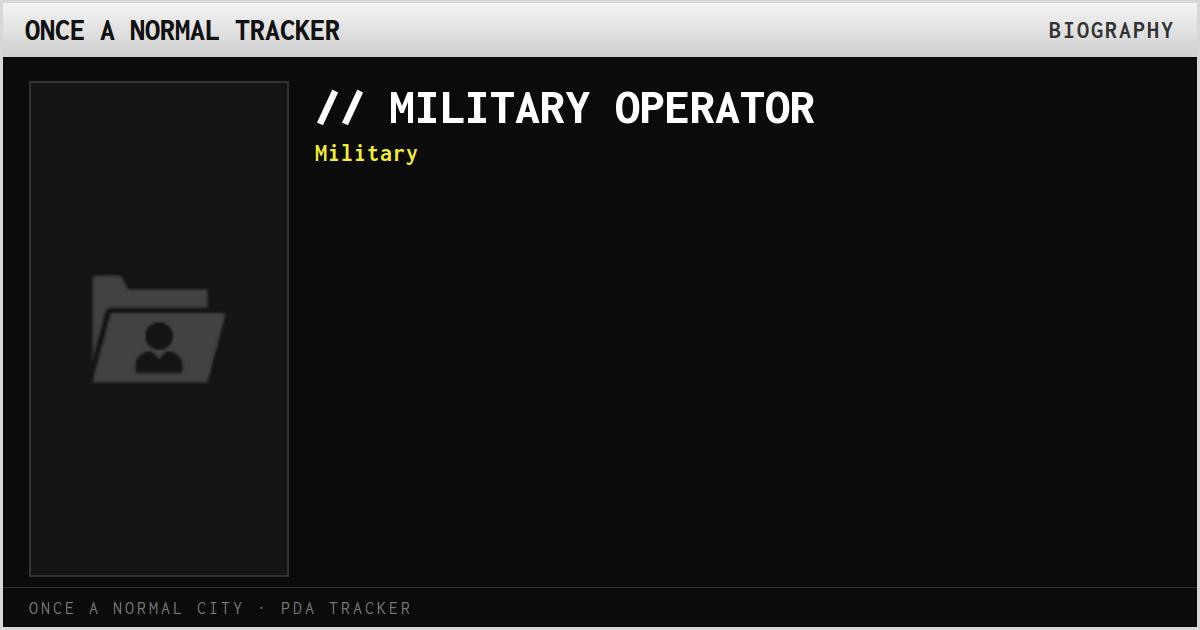 ONCE A NORMAL TRACKER
BIOGRAPHY
// MILITARY OPERATOR
Military
ONCE A NORMAL CITY · PDA TRACKER